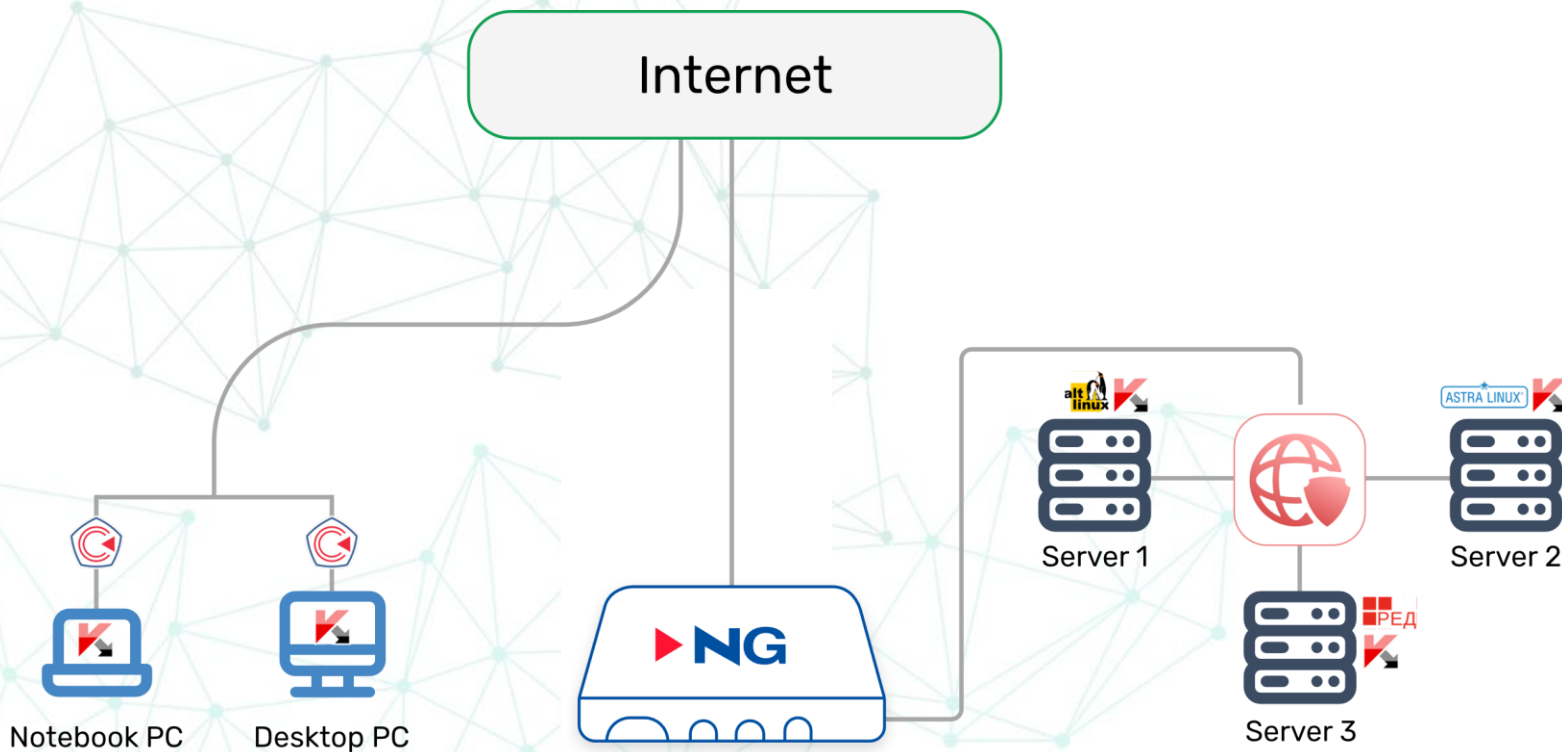 Internet
alt
linux
ASTRA LINUX
Server 1
Server 2
РЕД
NG
Notebook PC
Desktop PC
Server 3